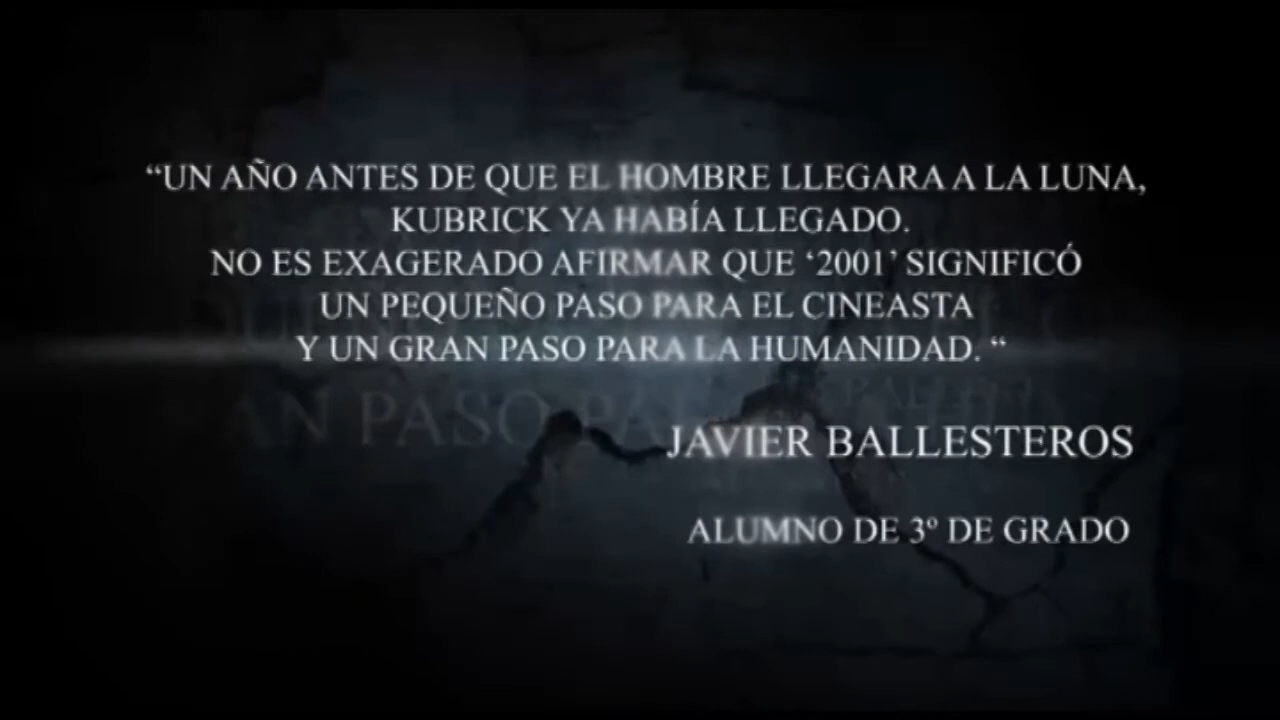 “UN AÑO ANTES DE QUE EL HOMBRE LLEGARA A LA LUNA,
KUBRICK YA HABÍA LLEGADO.
NO ES EXAGERADO AFIRMAR QUE ‘2001’ SIGNIFICÓ
UN PEQUEÑO PASO PARA EL CINEASTA
Y UN GRAN PASO PARA LA HUMANIDAD. “
JAVIER BALLESTEROS
ALUMNO DE 3º DE GRADO